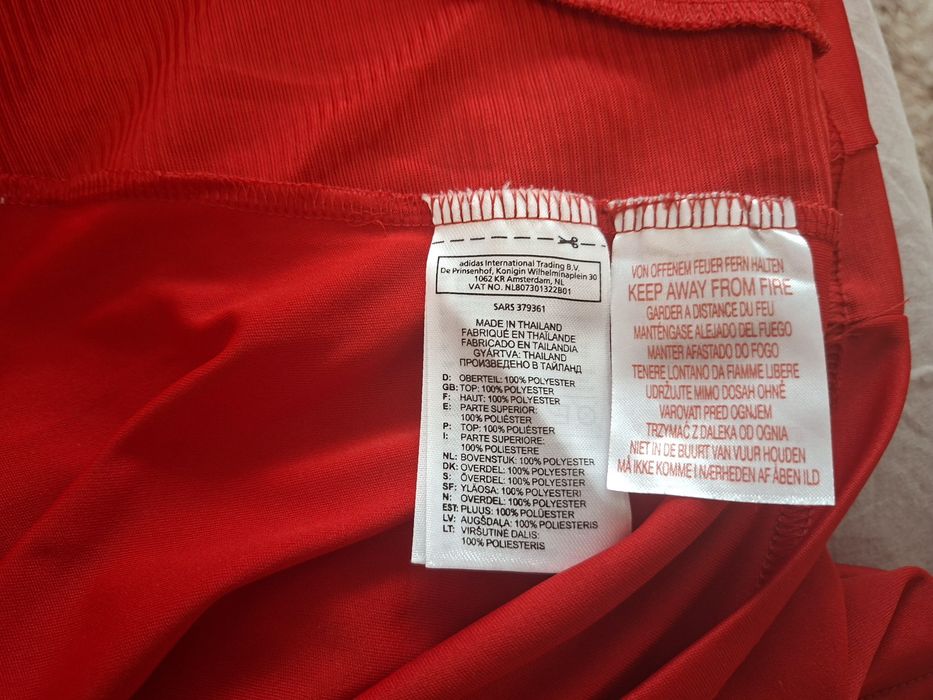 adidas International Trading B.V.
De Prinsenhof, Konigin Wilhelminaplein 30
1062 KR Amsterdam, NL
VAT NO. NL807301322B01
SARS 379361
MADE IN THAILAND
FABRIQUÉ EN THAÏLANDE
FABRICADO EN TAILANDIA
GYÁRTVA: THAILAND
ПРОИЗВЕДЕНО В ТАЙЛАНД
D: OBERTEIL: 100% POLYESTER
GB: TOP: 100% POLYESTER
F: HAUT: 100% POLYESTER
E: PARTE SUPERIOR:
100% POLIÉSTER
P: TOP: 100% POLIÉSTER
I: PARTE SUPERIORE:
100% POLIESTERE
NL: BOVENSTUK: 100% POLYESTER
DK: OVERDEL: 100% POLYESTER
S: ÖVERDEL: 100% POLYESTER
SF: YLÄOSA: 100% POLYESTERI
N: OVERDEL: 100% POLYESTER
EST: PLUUS: 100% POLÜESTER
LV: AUGŠDAĻA: 100% POLIESTERIS
LT: VIRŠUTINĖ DALIS:
100% POLIESTERIS
VON OFFENEM FEUER FERN HALTEN
KEEP AWAY FROM FIRE
GARDER A DISTANCE DU FEU
MANTÉNGASE ALEJADO DEL FUEGO
MANTER AFASTADO DO FOGO
TENERE LONTANO DA FIAMME LIBERE
UDRŽUJTE MIMO DOSAH OHNĚ
VAROVATI PRED OGNJEM
TRZYMAĆ Z DALEKA OD OGNIA
NIET IN DE BUURT VAN VUUR HOUDEN
MÅ IKKE KOMME I NÆRHEDEN AF ÅBEN ILD